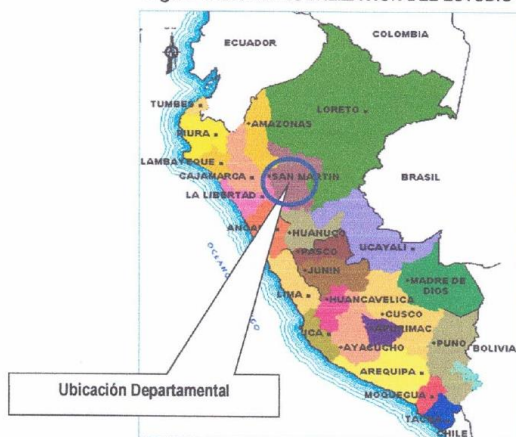 COLOMBIA
ECUADOR
TUMBES
LORETO
AMAZONAS
PIURA
LAMBAYEQUE
CAJAMARCA
SAN MARTIN
BRASIL
LA LIBERTAD
HUANUCO
UCAYALI
PASCO
JUNIN
MADRE DE
DIOS
LIMA
HUANCAVELICA
CUSCO
APURIMAC
ICA
AYACUCHO
PUNO
BOLIVIA
AREQUIPA
MOQUEGUA
TACNA
CHILE
Ubicación Departamental